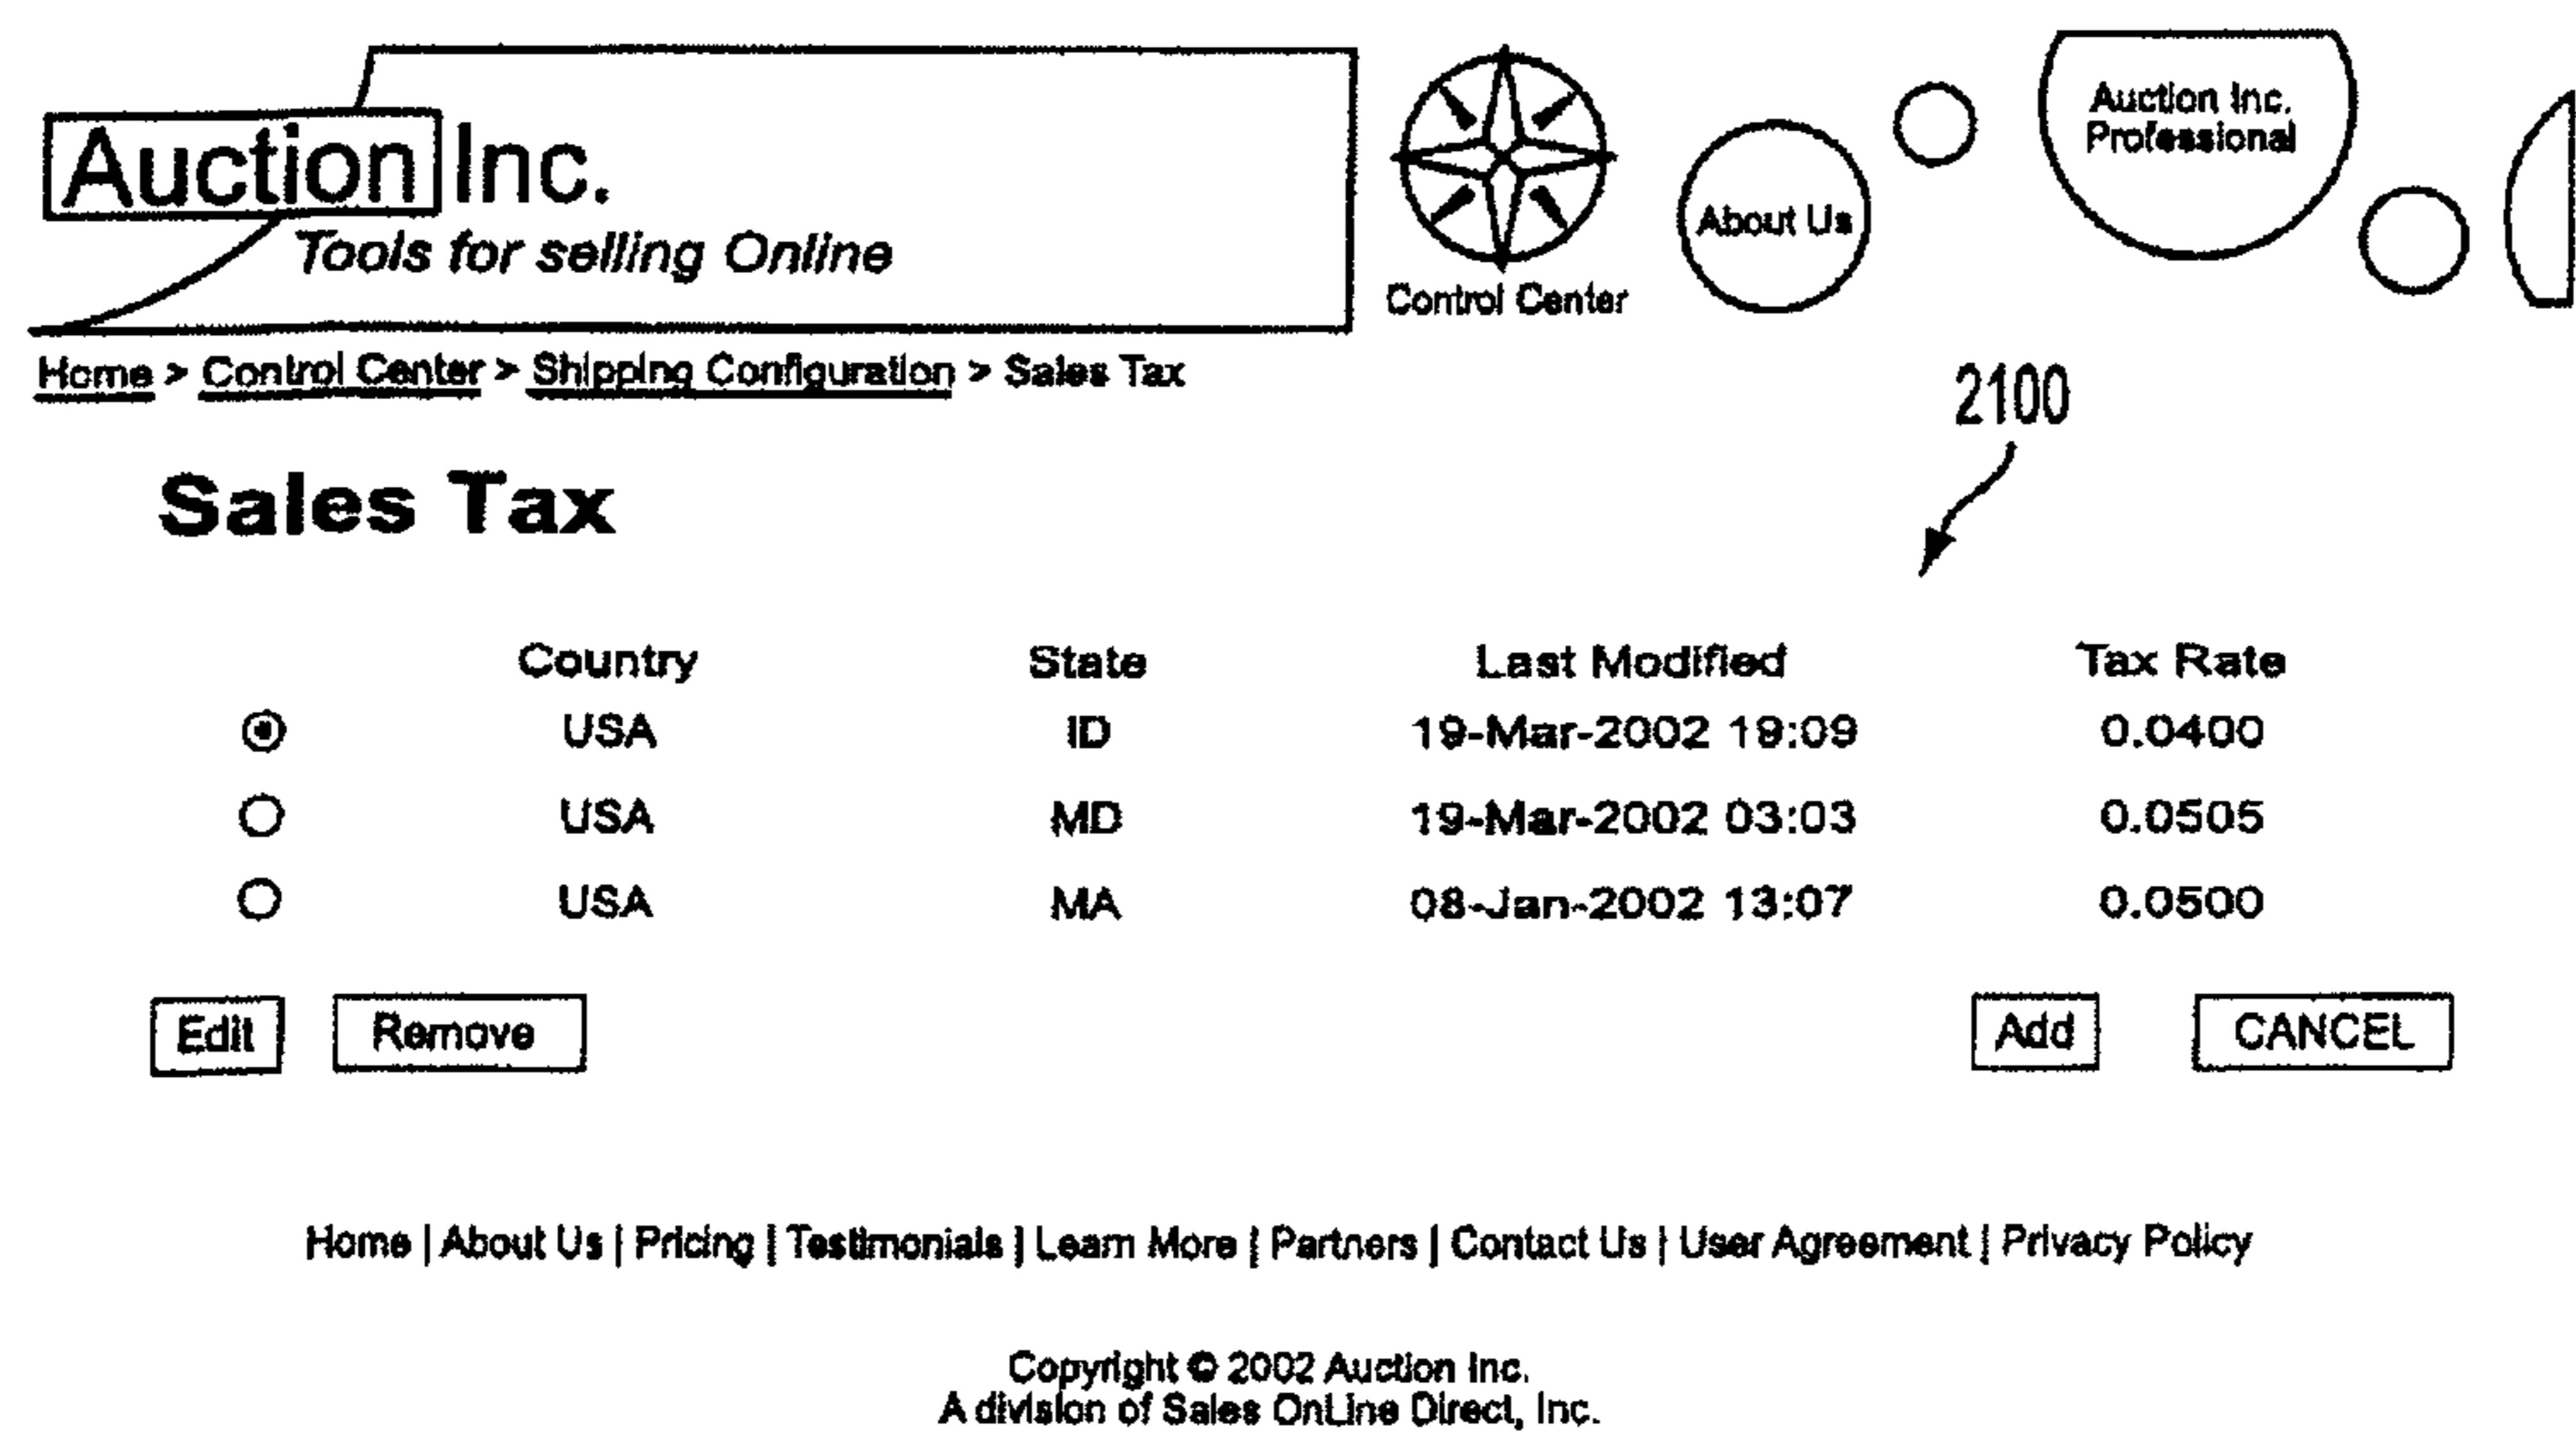 Auction Inc.
Tools for selling Online
Control Center
About Us
Auction Inc.
Professional
Home > Control Center > Shipping Configuration > Sales Tax
2100
Sales Tax
Country State Last Modified Tax Rate
USA ID 19-Mar-2002 19:09 0.0400
USA MD 19-Mar-2002 03:03 0.0505
USA MA 08-Jan-2002 13:07 0.0500
Edit Remove Add CANCEL
Home | About Us | Pricing | Testimonials | Learn More | Partners | Contact Us | User Agreement | Privacy Policy
Copyright © 2002 Auction Inc.
A division of Sales OnLine Direct, Inc.